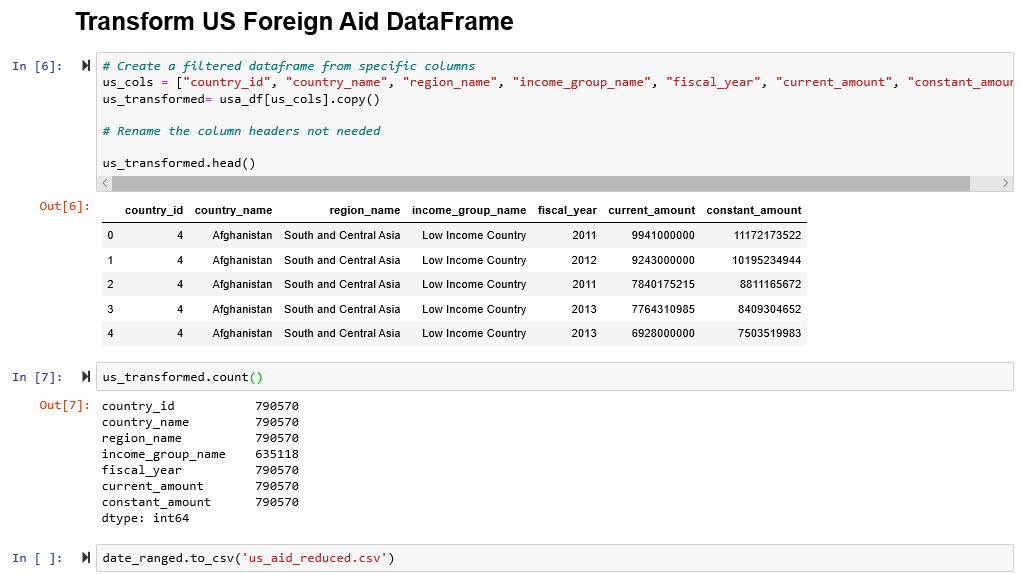 Transform US Foreign Aid DataFrame
In [6]:
# Create a filtered dataframe from specific columns
us_cols = ["country_id", "country_name", "region_name", "income_group_name", "fiscal_year", "current_amount", "constant_amoun
us_transformed= usa_df[us_cols].copy()
# Rename the column headers not needed
us_transformed.head()
Out[6]:
country_id country_name region_name income_group_name fiscal_year current_amount constant_amount
0 4 Afghanistan South and Central Asia Low Income Country 2011 9941000000 11172173522
1 4 Afghanistan South and Central Asia Low Income Country 2012 9243000000 10195234944
2 4 Afghanistan South and Central Asia Low Income Country 2011 7840175215 8811165672
3 4 Afghanistan South and Central Asia Low Income Country 2013 7764310985 8409304652
4 4 Afghanistan South and Central Asia Low Income Country 2013 6928000000 7503519983
In [7]: us_transformed.count()
Out[7]: country_id 790570
country_name 790570
region_name 790570
income_group_name 635118
fiscal_year 790570
current_amount 790570
constant_amount 790570
dtype: int64
In [ ]: date_ranged.to_csv('us_aid_reduced.csv')